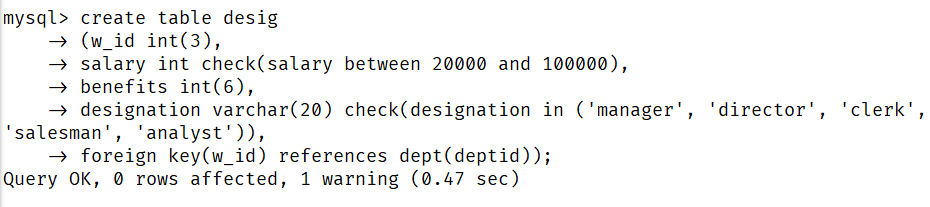 mysql> create table desig
    → (w_id int(3),
    → salary int check(salary between 20000 and 100000),
    → benefits int(6),
    → designation varchar(20) check(designation in ('manager', 'director', 'clerk',
'salesman', 'analyst')),
    → foreign key(w_id) references dept(deptid));
Query OK, 0 rows affected, 1 warning (0.47 sec)